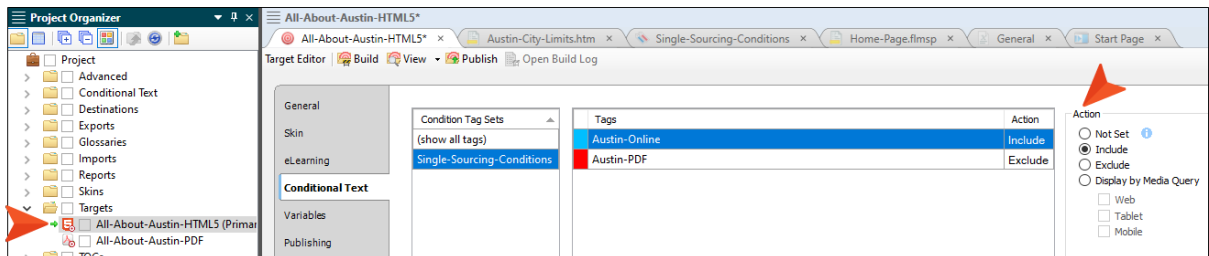 Project Organizer
Project
Advanced
Conditional Text
Destinations
Exports
Glossaries
Imports
Reports
Skins
Targets
All-About-Austin-HTML5 (Primar
All-About-Austin-PDF
All-About-Austin-HTML5*
All-About-Austin-HTML5* Austin-City-Limits.htm Single-Sourcing-Conditions Home-Page.flmsp General Start Page
Target Editor Build View Publish Open Build Log
General
Skin
eLearning
Conditional Text
Variables
Publishing
Condition Tag Sets
(show all tags)
Single-Sourcing-Conditions
Tags Action
Austin-Online Include
Austin-PDF Exclude
Action
Not Set
Include
Exclude
Display by Media Query
Web
Tablet
Mobile